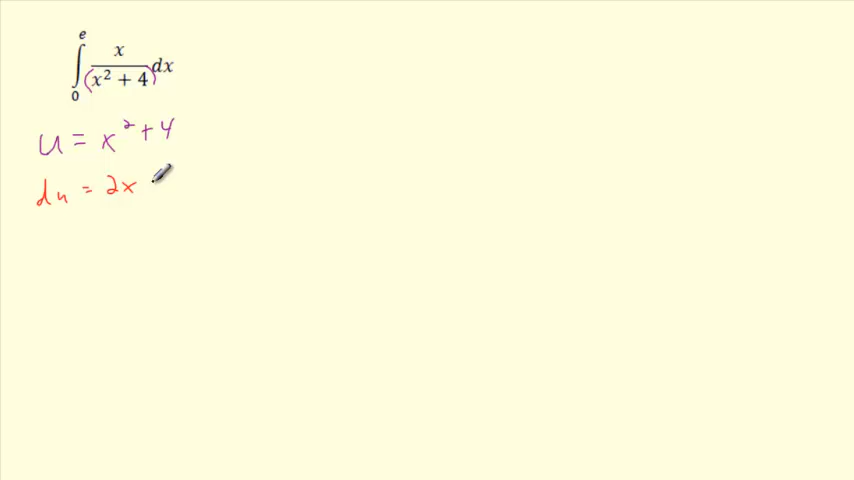 ∫₀ᵉ x/(x² + 4) dx
u = x² + 4
du = 2x